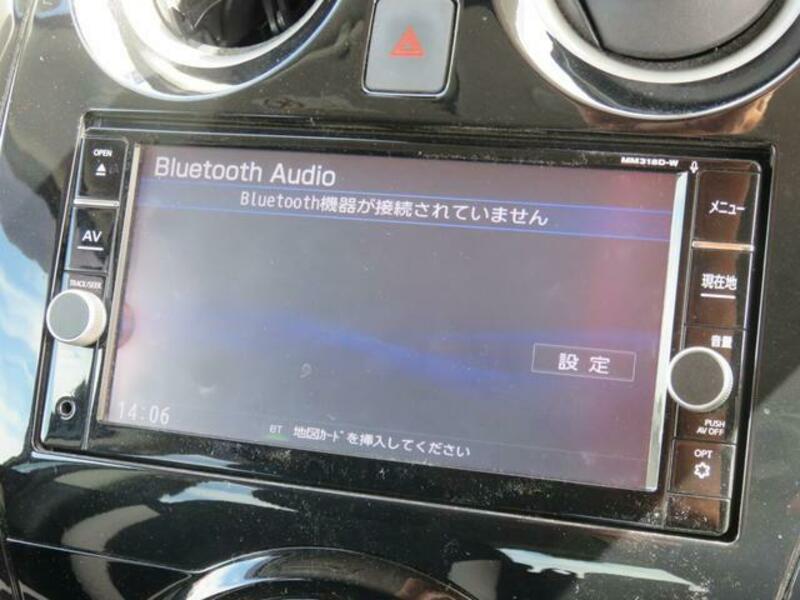 MM318D-W
OPEN
Bluetooth Audio
メニュー
Bluetooth機器が接続されていません
AV
現在地
TRACK/SEEK
音量
設定
14:06
BT 地図ｶｰﾄﾞを挿入してください
PUSH
AV OFF
OPT